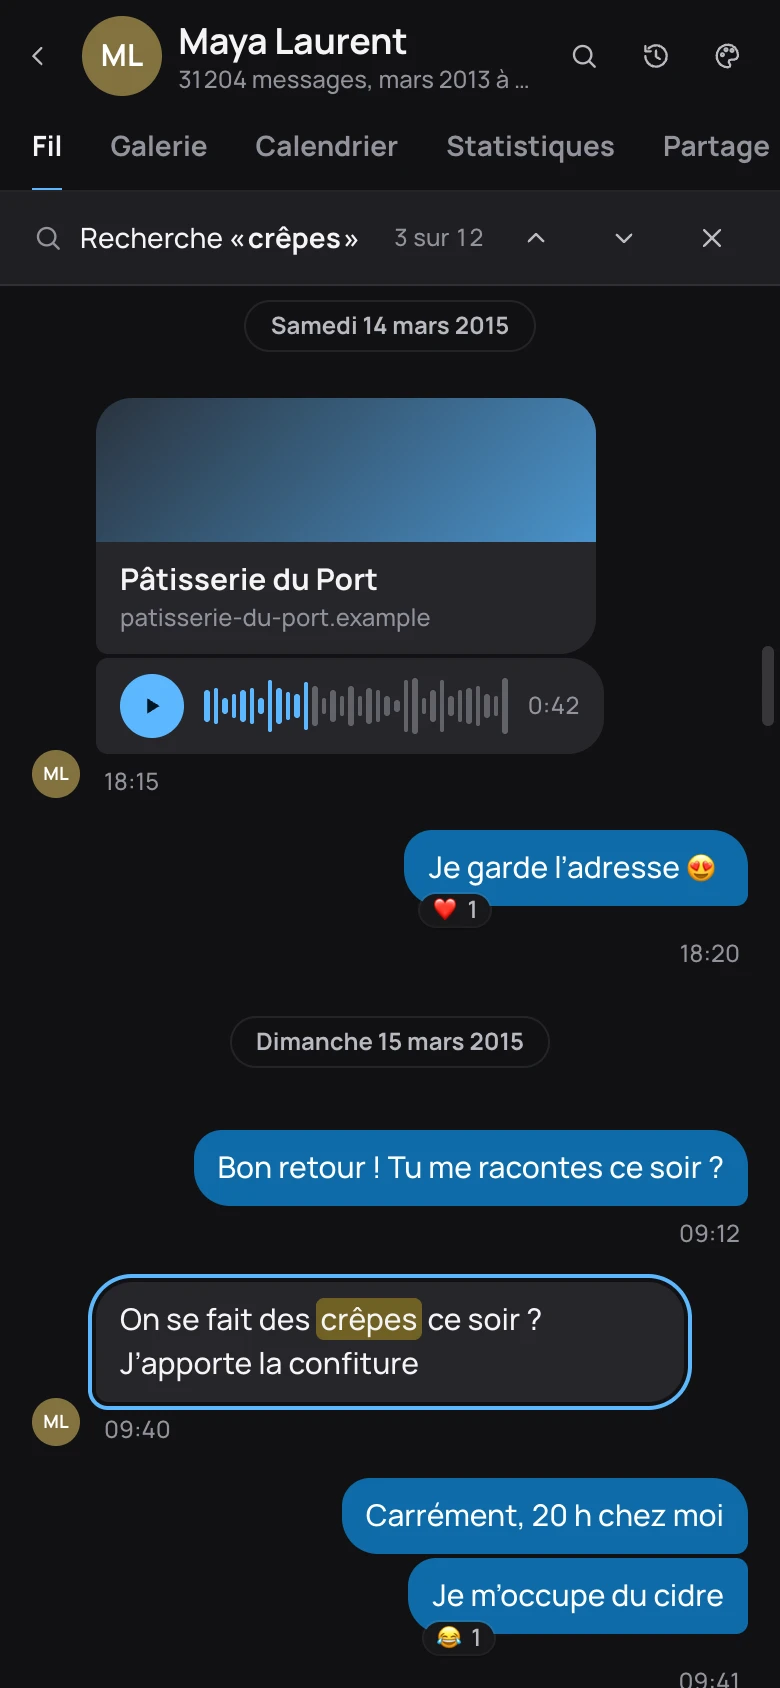 ML
Maya Laurent
31 204 messages, mars 2013 à ...
Fil Galerie Calendrier Statistiques Partage
Recherche « crêpes » 3 sur 12
Samedi 14 mars 2015
Pâtisserie du Port
patisserie-du-port.example
0:42
ML
18:15
Je garde l’adresse 😍
❤️ 1
18:20
Dimanche 15 mars 2015
Bon retour ! Tu me racontes ce soir ?
09:12
On se fait des crêpes ce soir ?
J’apporte la confiture
ML
09:40
Carrément, 20 h chez moi
Je m’occupe du cidre
😂 1
09:41